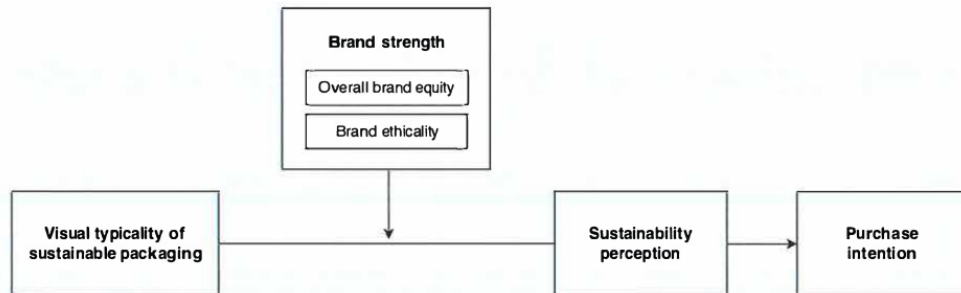 Brand strength
Overall brand equity
Brand ethicality
Visual typicality of
sustainable packaging
Sustainability
perception
Purchase
intention